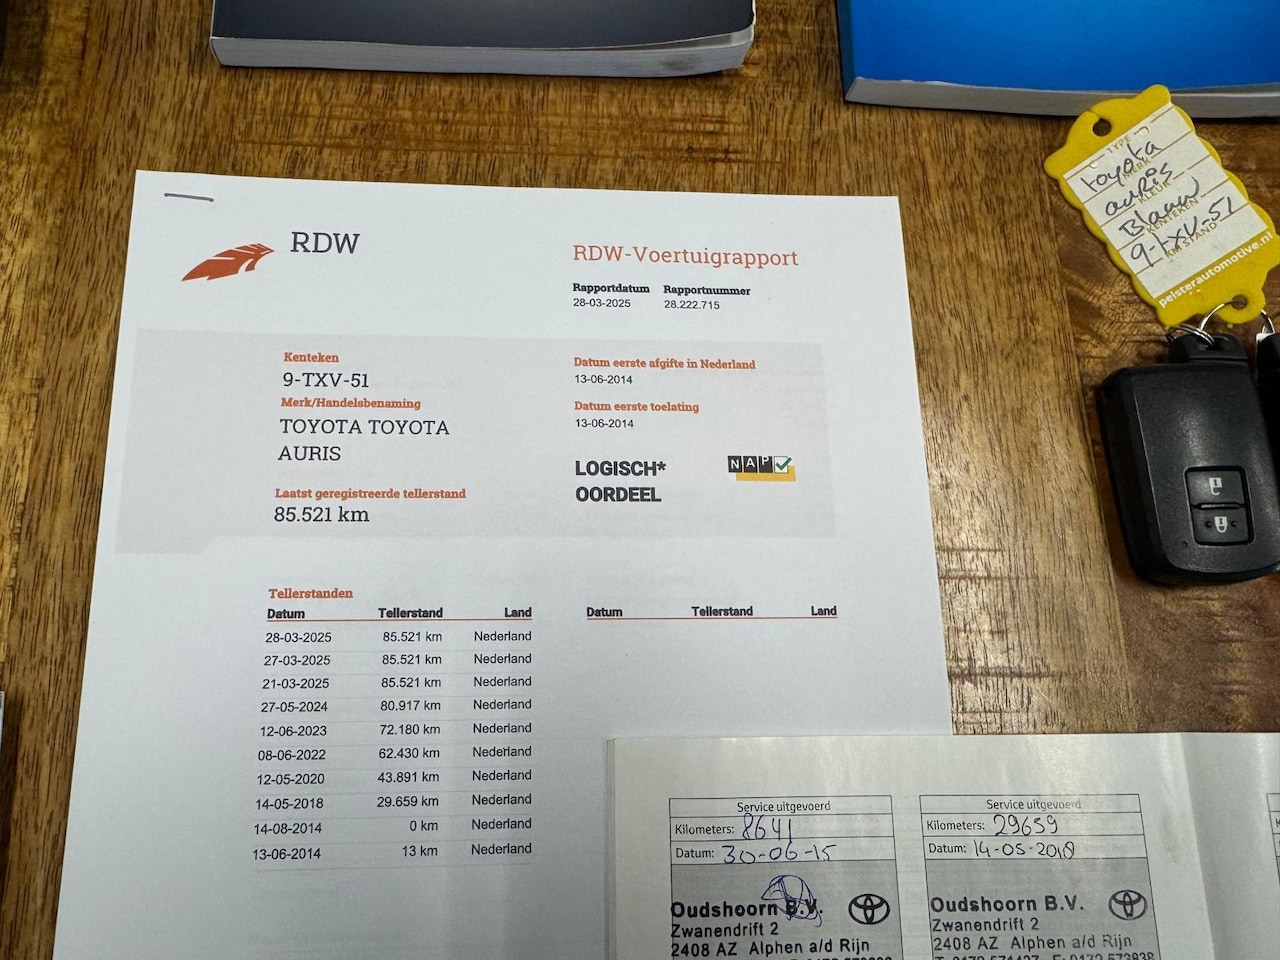 RDW
RDW-Voertuigrapport
Rapportdatum Rapportnummer
28-03-2025 28.222.715
Kenteken
9-TXV-51
Merk/Handelsbenaming
TOYOTA TOYOTA
AURIS
Laatst geregistreerde tellerstand
85.521 km
Datum eerste afgifte in Nederland
13-06-2014
Datum eerste toelating
13-06-2014
LOGISCH*
OORDEEL
NAP
Tellerstanden
Datum Tellerstand Land
28-03-2025 85.521 km Nederland
27-03-2025 85.521 km Nederland
21-03-2025 85.521 km Nederland
27-05-2024 80.917 km Nederland
12-06-2023 72.180 km Nederland
08-06-2022 62.430 km Nederland
12-05-2020 43.891 km Nederland
14-05-2018 29.659 km Nederland
14-08-2014 0 km Nederland
13-06-2014 13 km Nederland
Datum Tellerstand Land
TYPE
toyota
MERK
auris
KLEUR
Blauw
KENTEKEN
9-TXV-51
KM STAND
pelsterautomotive.nl
Service uitgevoerd
Kilometers: 8641
Datum: 30-06-15
Oudshoorn B.V.
Zwanendrift 2
2408 AZ Alphen a/d Rijn
Service uitgevoerd
Kilometers: 29659
Datum: 14-05-2018
Oudshoorn B.V.
Zwanendrift 2
2408 AZ Alphen a/d Rijn